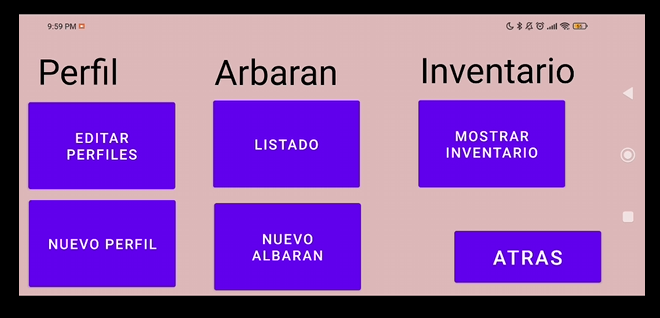 9:59 PM
Perfil
Arbaran
Inventario
EDITAR
PERFILES
LISTADO
MOSTRAR
INVENTARIO
NUEVO PERFIL
NUEVO
ALBARAN
ATRAS